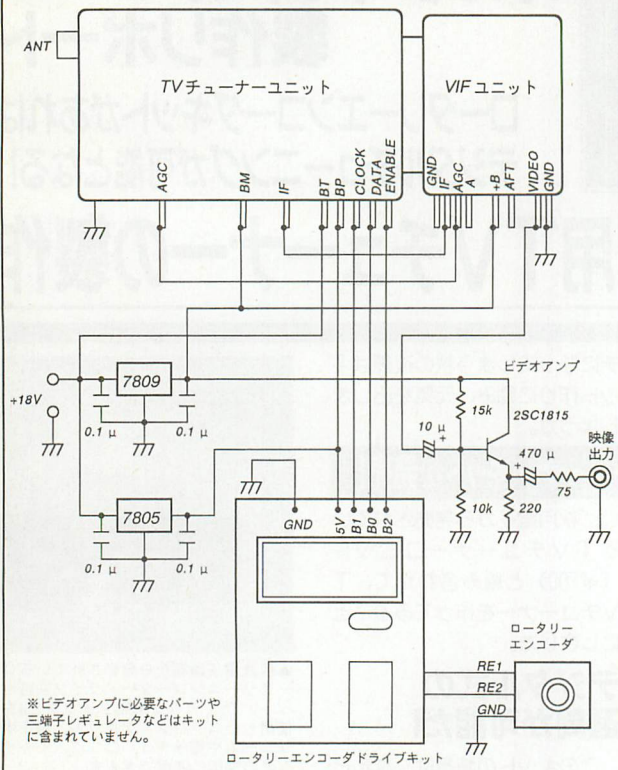 ANT
TVチューナーユニット
VIFユニット
AGC
BM
IF
BT
BP
CLOCK
DATA
ENABLE
GND
IF
AGC
A
+B
AFT
VIDEO
GND
+18V
7809
0.1 μ
0.1 μ
7805
0.1 μ
0.1 μ
ビデオアンプ
15k
2SC1815
10 μ
+
470 μ
+
映像
出力
75
10k
220
GND
5V
B1
B0
B2
ロータリー
エンコーダ
RE1
RE2
GND
※ビデオアンプに必要なパーツや
三端子レギュレータなどはキット
に含まれていません。
ロータリーエンコーダドライブキット